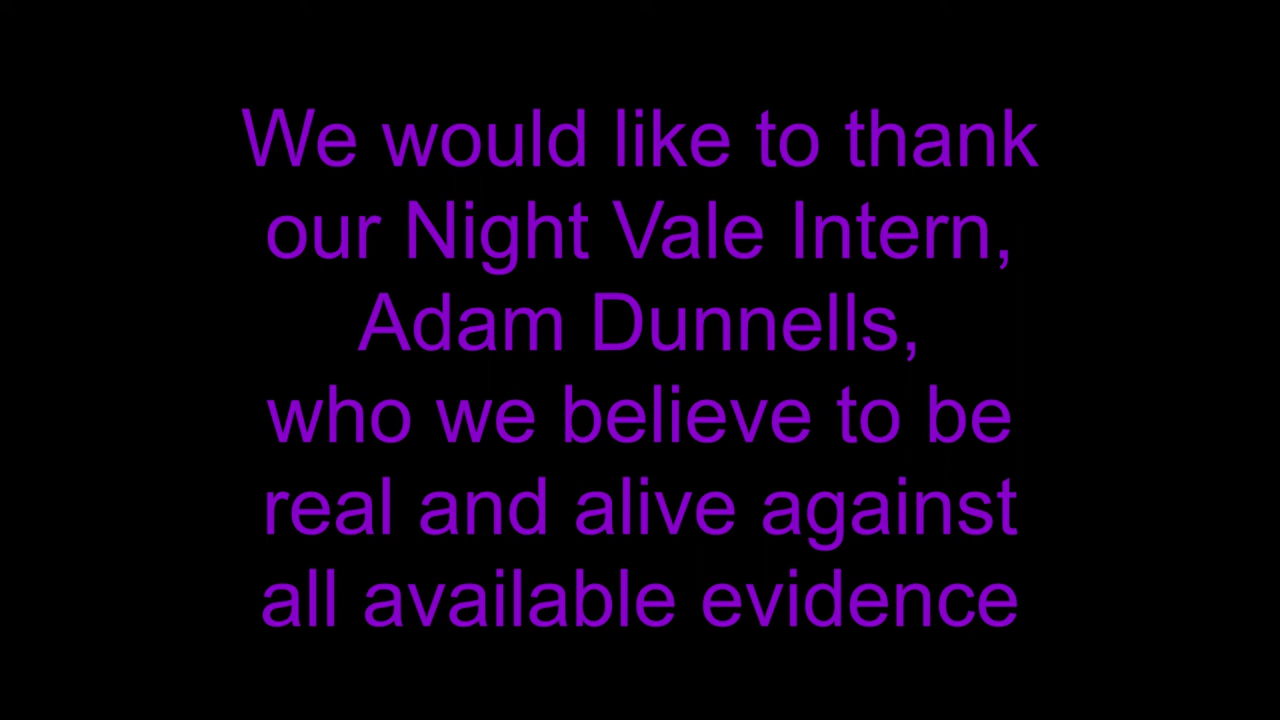 We would like to thank
our Night Vale Intern,
Adam Dunnells,
who we believe to be
real and alive against
all available evidence